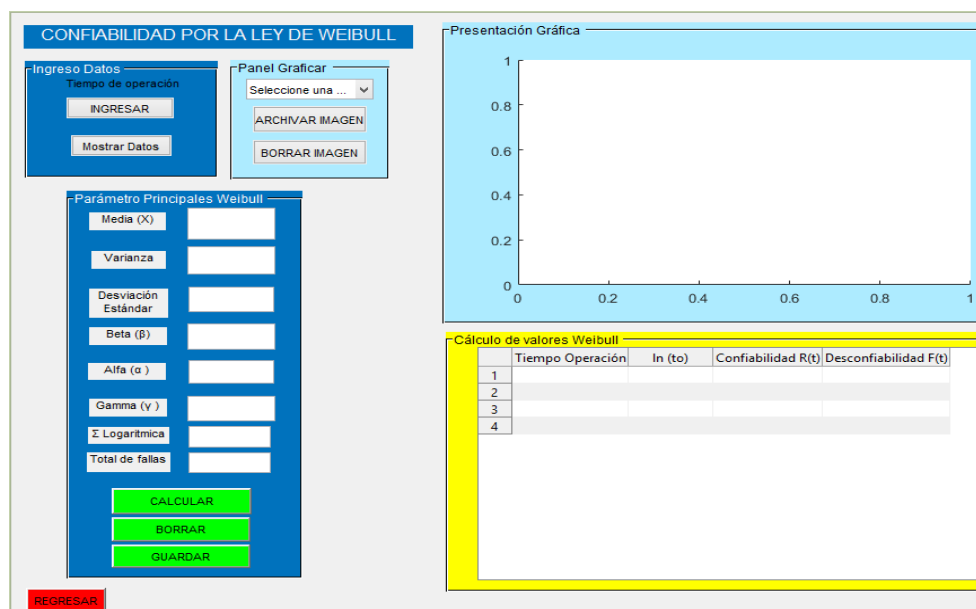 CONFIABILIDAD POR LA LEY DE WEIBULL
Ingreso Datos
Tiempo de operación
INGRESAR
Mostrar Datos
Panel Graficar
Seleccione una ...
ARCHIVAR IMAGEN
BORRAR IMAGEN
Parámetro Principales Weibull
Media (X)
Varianza
Desviación
Estándar
Beta (β)
Alfa (α )
Gamma (γ )
Σ Logaritmica
Total de fallas
CALCULAR
BORRAR
GUARDAR
REGRESAR
Presentación Gráfica
1
0.8
0.6
0.4
0.2
0
0 0.2 0.4 0.6 0.8 1
Cálculo de valores Weibull
Tiempo Operación ln (to) Confiabilidad R(t) Desconfiabilidad F(t)
1
2
3
4